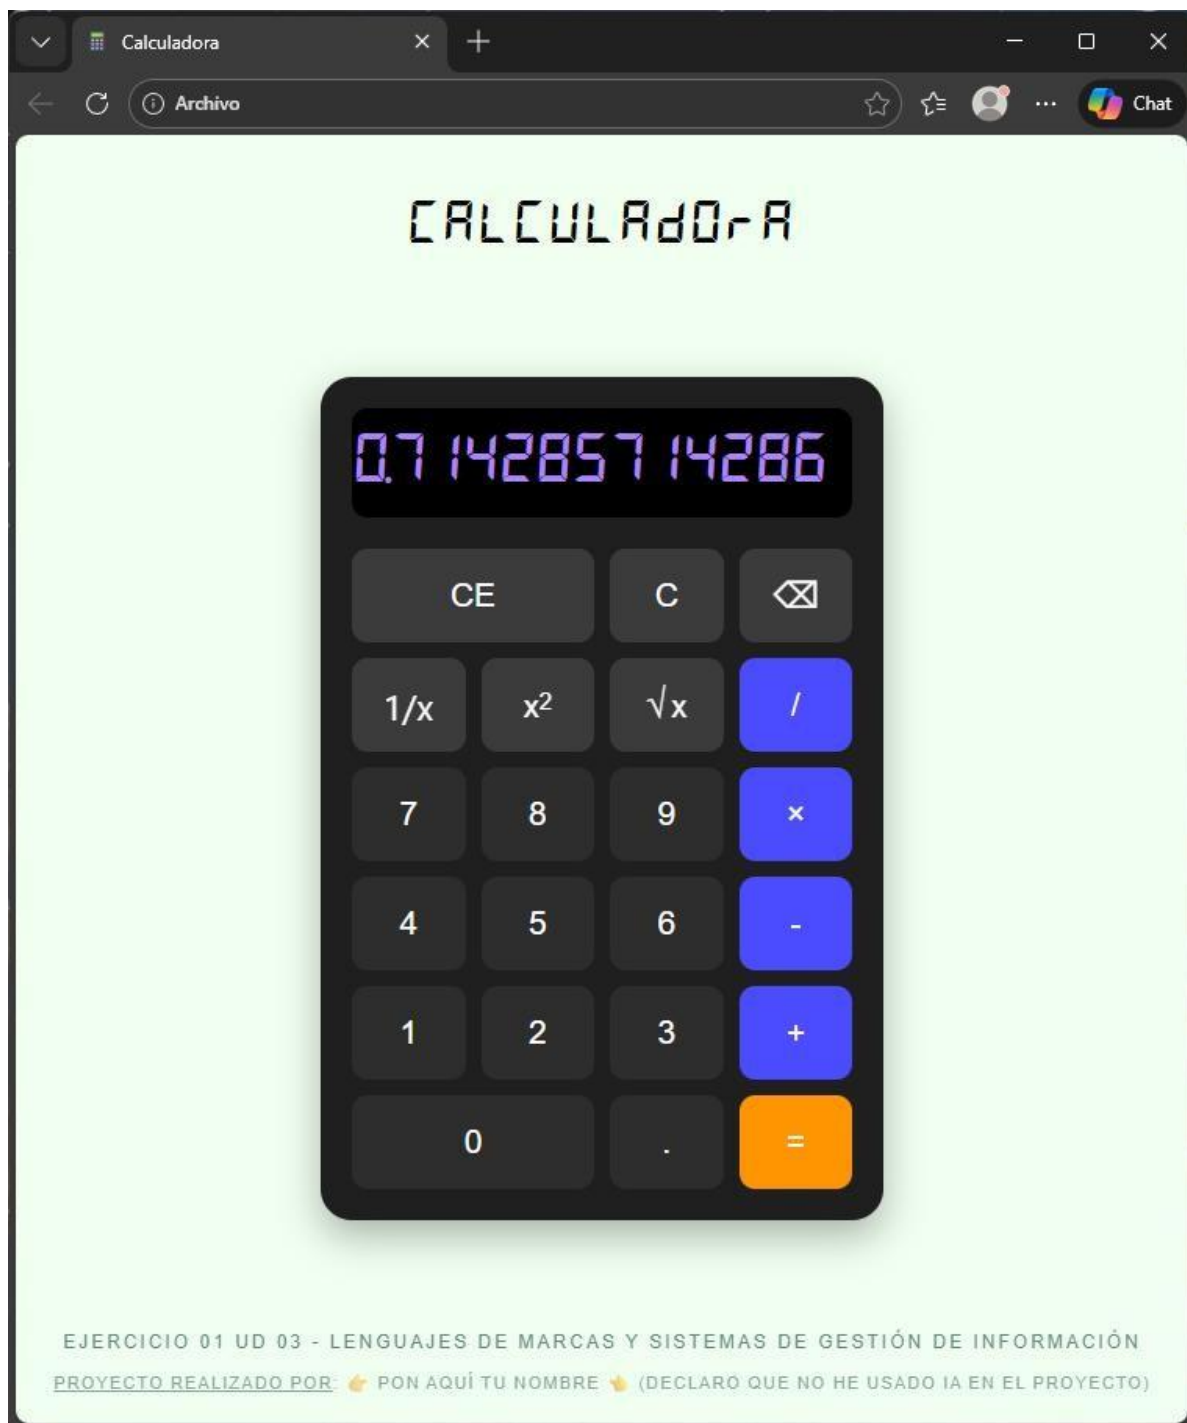 Calculadora
Archivo
Chat
CALCULAdOrA
0.714285714286
CE C ⌫
1/x x² √x /
7 8 9 ×
4 5 6 -
1 2 3 +
0 . =
EJERCICIO 01 UD 03 - LENGUAJES DE MARCAS Y SISTEMAS DE GESTIÓN DE INFORMACIÓN
PROYECTO REALIZADO POR: 👉 PON AQUÍ TU NOMBRE 👈 (DECLARO QUE NO HE USADO IA EN EL PROYECTO)